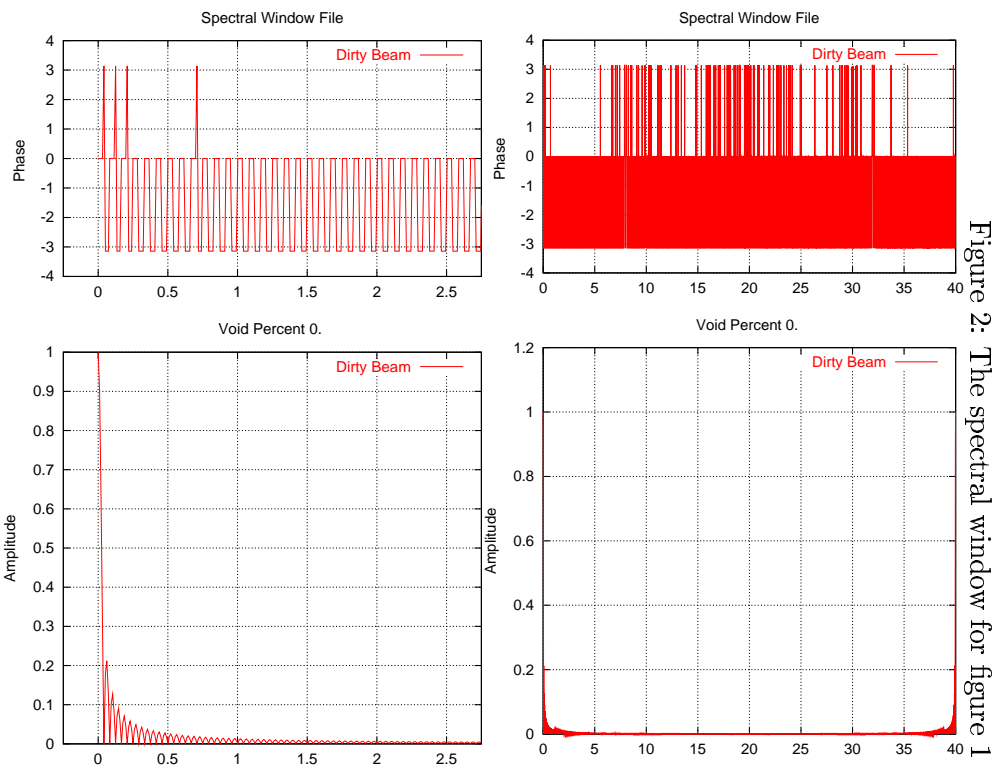 Spectral Window File
Dirty Beam
Phase
4
3
2
1
0
-1
-2
-3
-4
0 0.5 1 1.5 2 2.5
Spectral Window File
Dirty Beam
Phase
4
3
2
1
0
-1
-2
-3
-4
0 5 10 15 20 25 30 35 40
Void Percent 0.
Dirty Beam
Amplitude
1
0.9
0.8
0.7
0.6
0.5
0.4
0.3
0.2
0.1
0
0 0.5 1 1.5 2 2.5
Void Percent 0.
Dirty Beam
Amplitude
1.2
1
0.8
0.6
0.4
0.2
0
0 5 10 15 20 25 30 35 40
Figure 2: The spectral window for figure 1